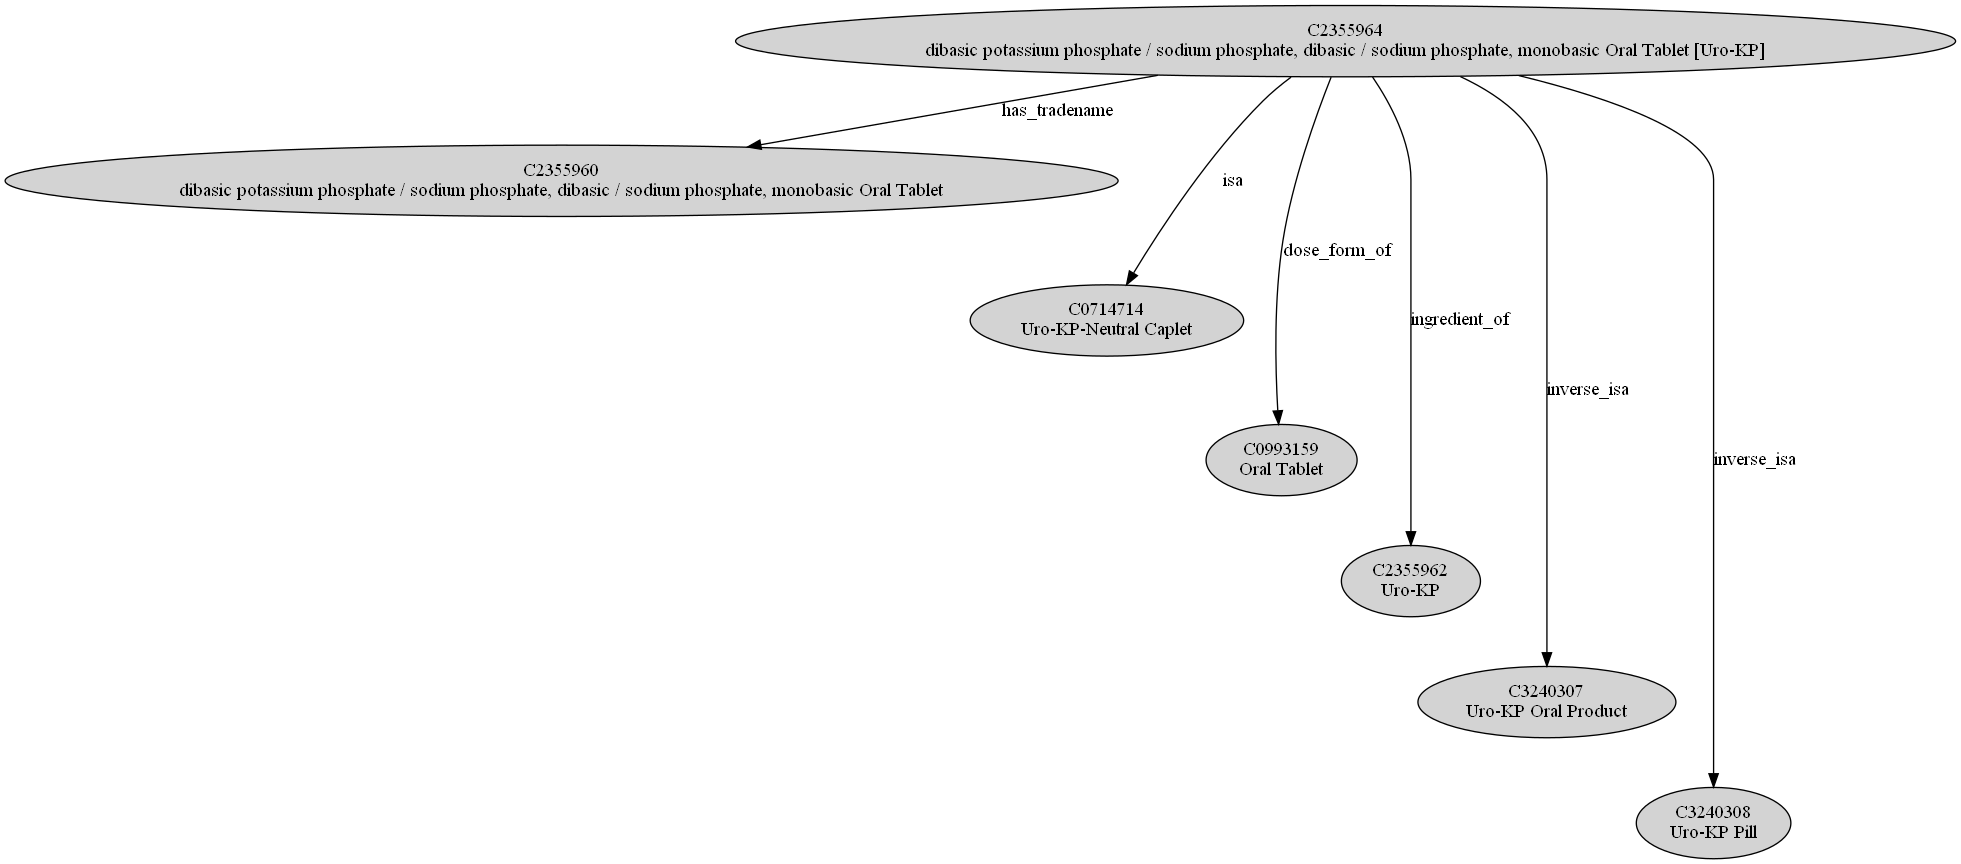 C2355964
dibasic potassium phosphate / sodium phosphate, dibasic / sodium phosphate, monobasic Oral Tablet [Uro-KP]
has_tradename
C2355960
dibasic potassium phosphate / sodium phosphate, dibasic / sodium phosphate, monobasic Oral Tablet
isa
dose_form_of
C0714714
Uro-KP-Neutral Caplet
ingredient_of
inverse_isa
C0993159
Oral Tablet
inverse_isa
C2355962
Uro-KP
C3240307
Uro-KP Oral Product
C3240308
Uro-KP Pill